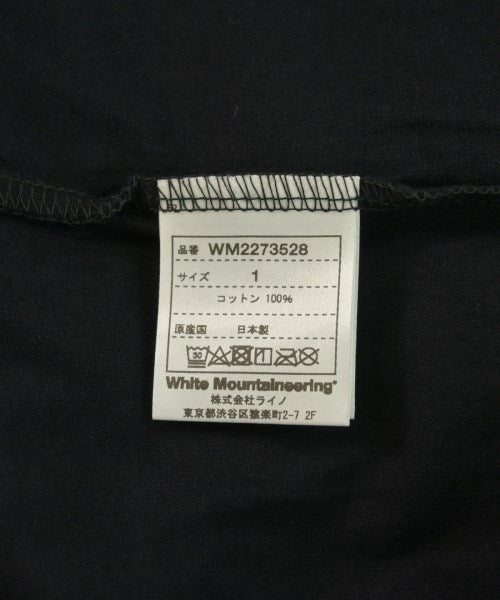 品番 WM2273528
サイズ 1
コットン 100%
原産国 日本製
30
White Mountaineering®
株式会社ライノ
東京都渋谷区猿楽町2-7 2F